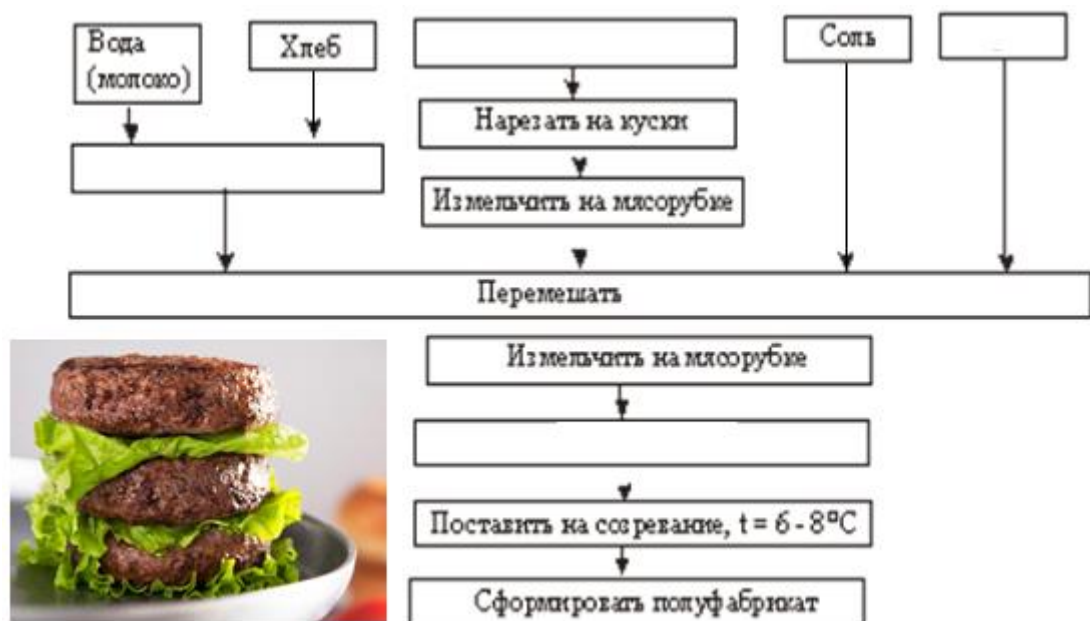 Вода
(молоко)
Хлеб
Соль
Нарезать на куски
Измельчить на мясорубке
Перемешать
Измельчить на мясорубке
Поставить на созревание, t = 6 - 8°C
Сформировать полуфабрикат